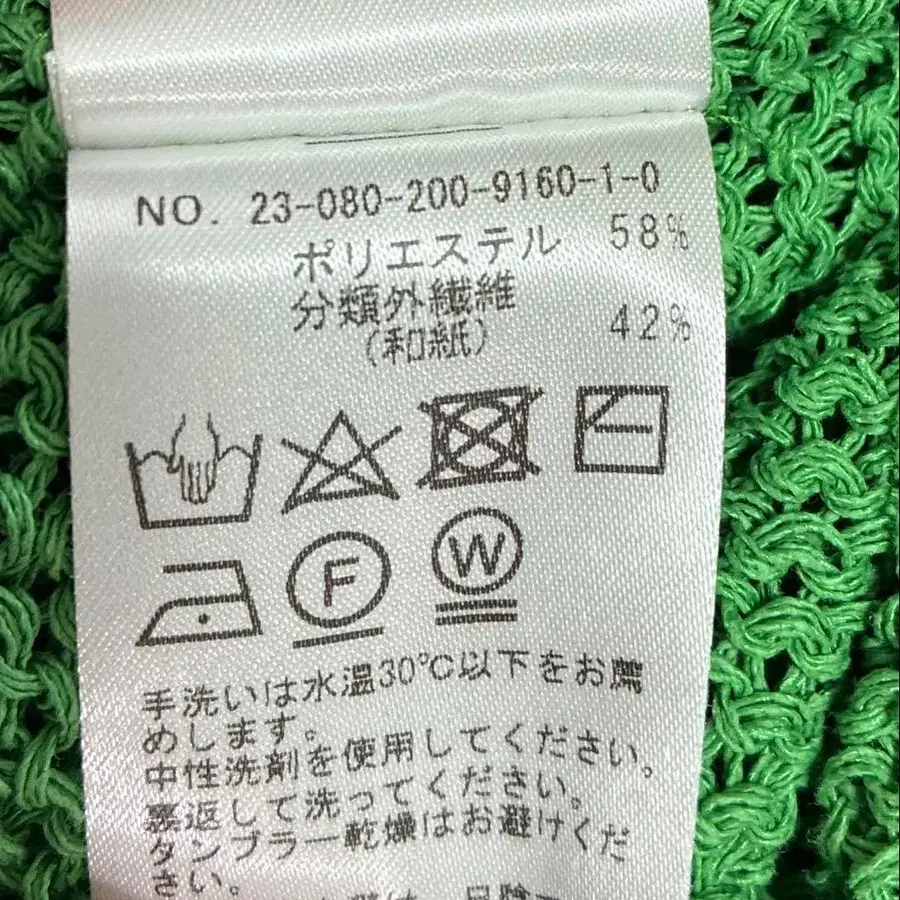 NO. 23-080-200-9160-1-0
ポリエステル 58%
分類外繊維
(和紙) 42%
F W
手洗いは水温30℃以下をお薦
めします。
中性洗剤を使用してください。
裏返して洗ってください。
タンブラー乾燥はお避けくだ
さい。